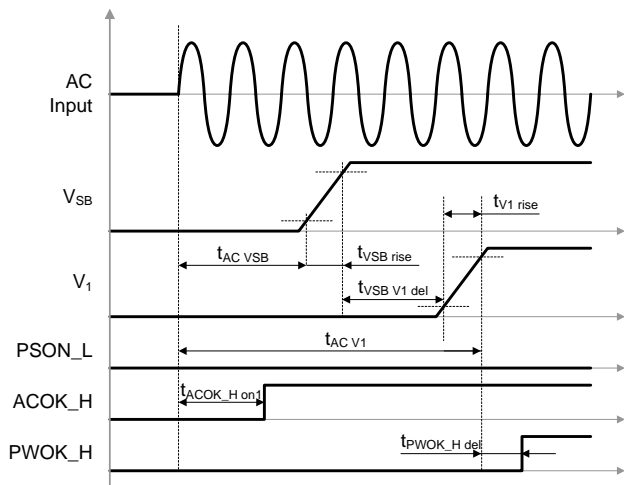 AC
Input
VSB
tV1 rise
tAC VSB
tVSB rise
V1
tVSB V1 del
tAC V1
PSON_L
tACOK_H on1
ACOK_H
tPWOK_H del
PWOK_H